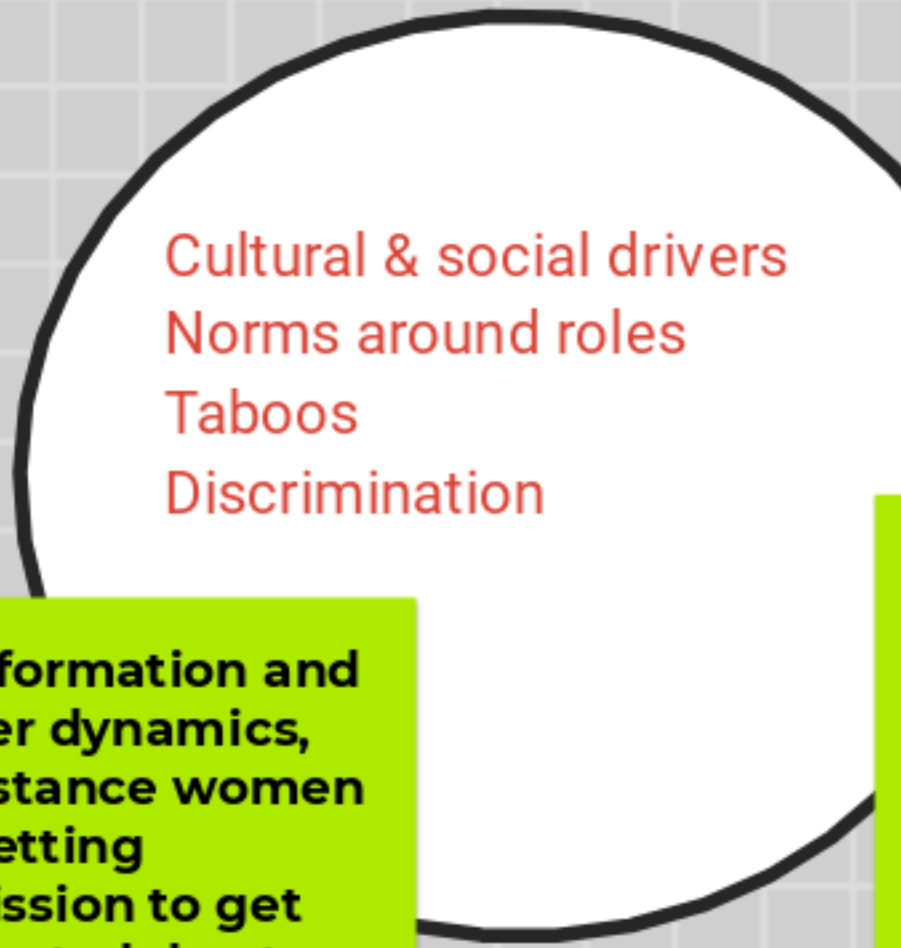 Cultural & social drivers
Norms around roles
Taboos
Discrimination
formation and
er dynamics,
stance women
etting
ission to get